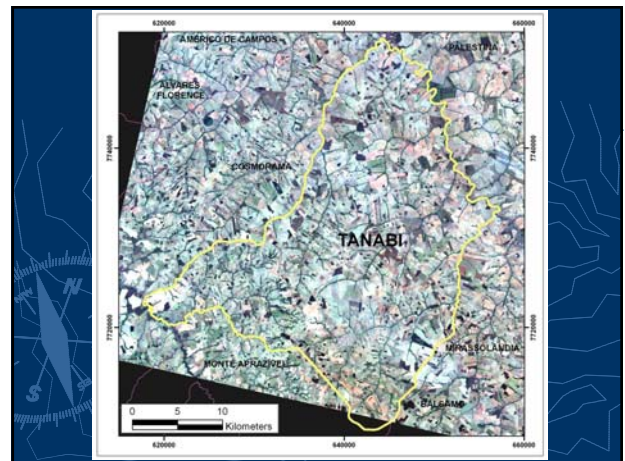 620000 640000 660000
AMÉRICO DE CAMPOS
PALESTINA
ALVARES
FLORENCE
7740000 7740000
COSMORAMA
TANABI
N
7720000 7720000
MIRASSOLÂNDIA
MONTE APRAZÍVEL
S
BÁLSAMO
0 5 10
Kilometers
620000 640000 660000